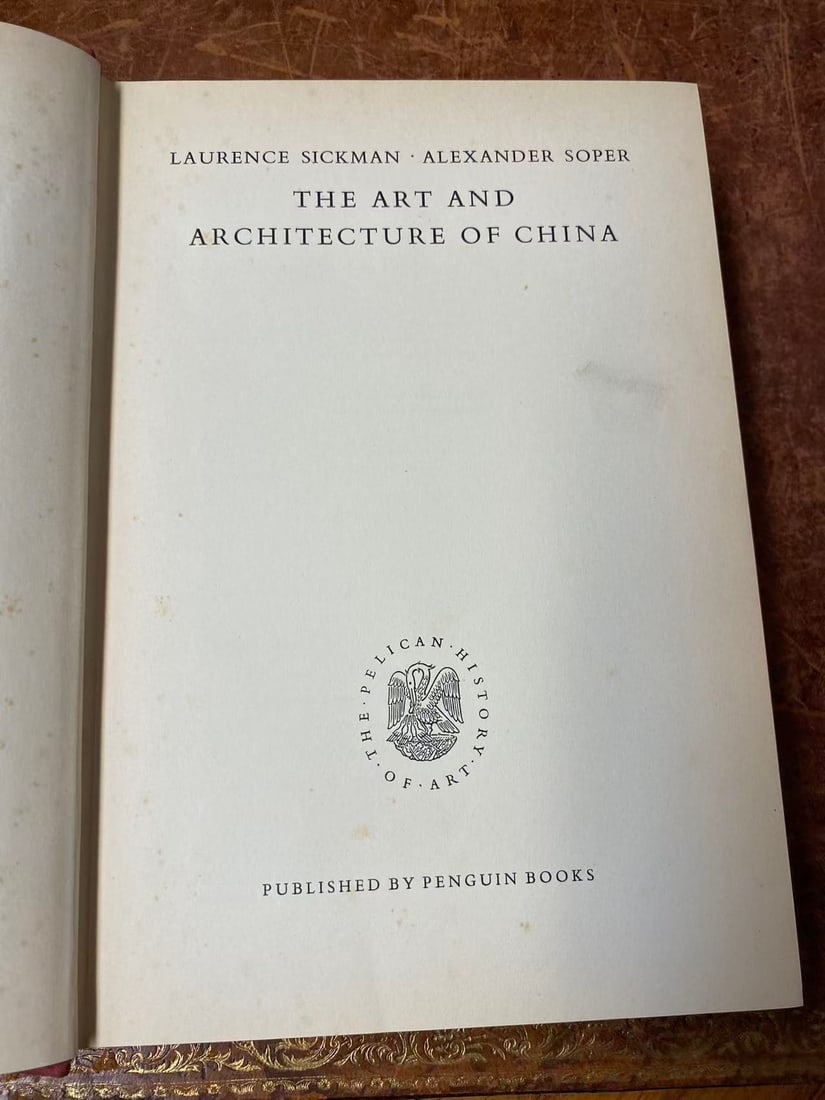 LAURENCE SICKMAN · ALEXANDER SOPER
THE ART AND
ARCHITECTURE OF CHINA
THE · PELICAN · HISTORY · OF · ART ·
PUBLISHED BY PENGUIN BOOKS